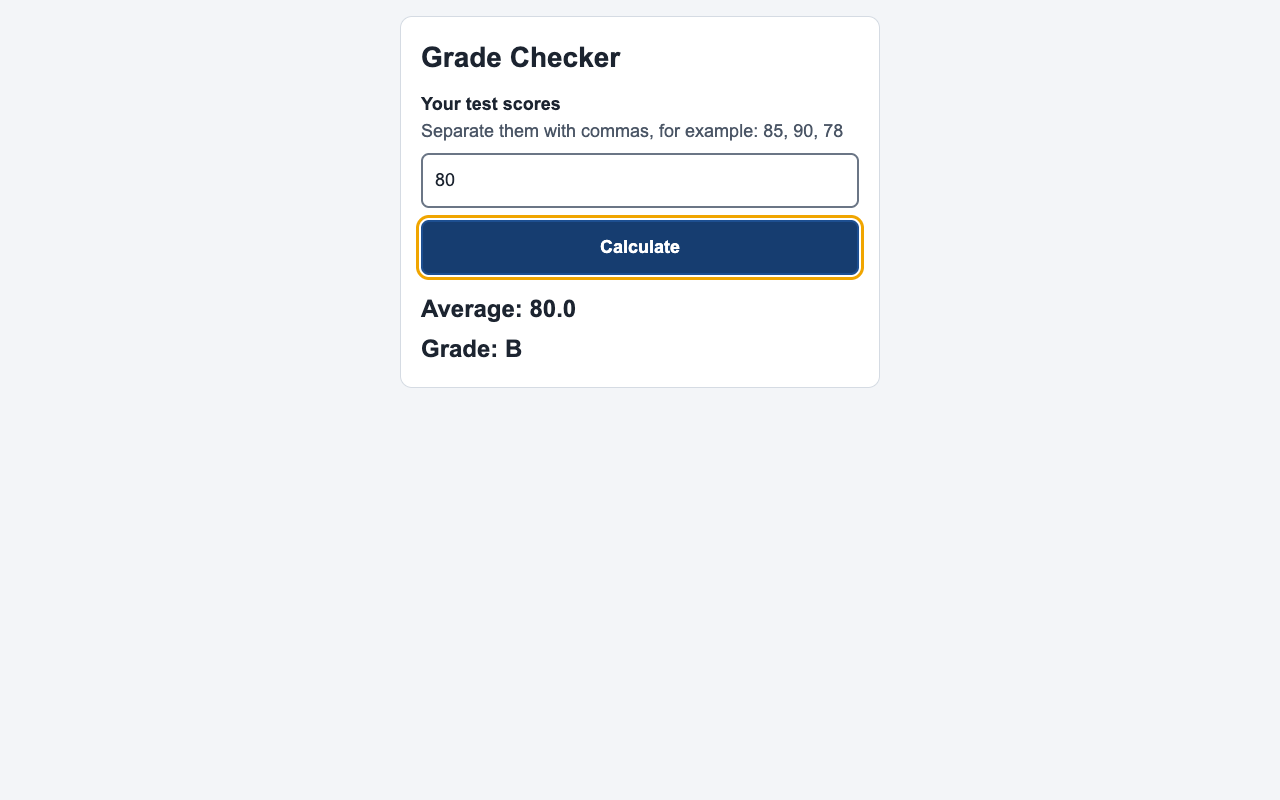 Grade Checker
Your test scores
Separate them with commas, for example: 85, 90, 78
80
Calculate
Average: 80.0
Grade: B